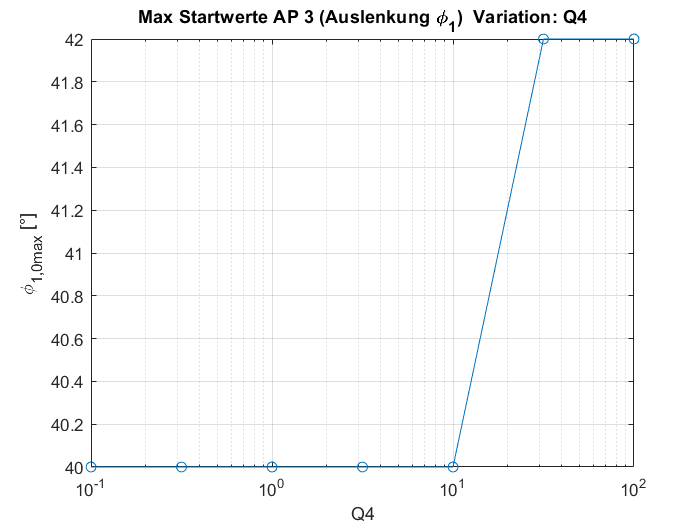 Max Startwerte AP 3 (Auslenkung ϕ₁) Variation: Q4
42
41.8
41.6
41.4
41.2
41
40.8
40.6
40.4
40.2
40
ϕ₁,₀ₘₐₓ [°]
10⁻¹ 10⁰ 10¹ 10²
Q4